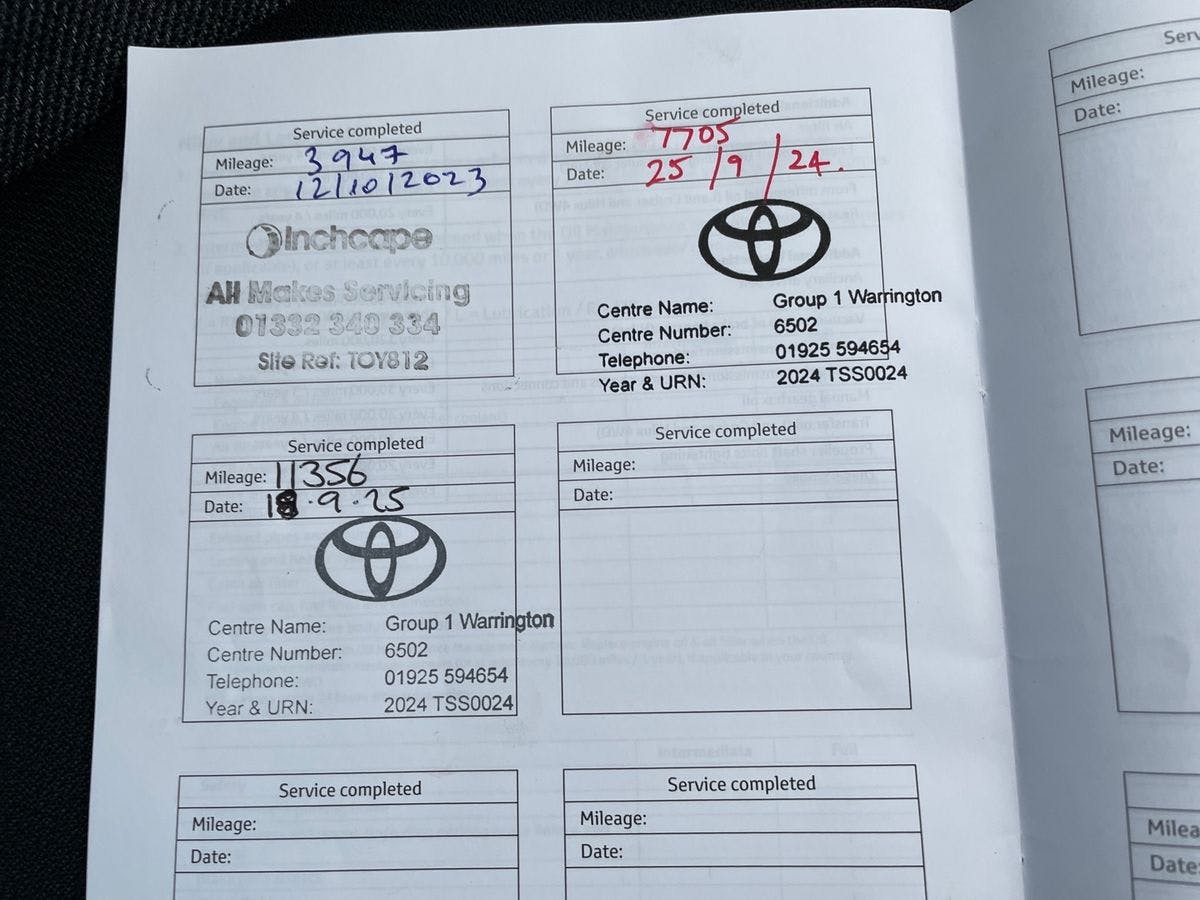 Service completed
Mileage: 3947
Date: 12/10/2023
Inchcape
All Makes Servicing
01332 340 334
Site Ref: TOY812
Service completed
Mileage: 7705
Date: 25/9/24.
Centre Name: Group 1 Warrington
Centre Number: 6502
Telephone: 01925 594654
Year & URN: 2024 TSS0024
Service completed
Mileage: 11356
Date: 18.9.25
Centre Name: Group 1 Warrington
Centre Number: 6502
Telephone: 01925 594654
Year & URN: 2024 TSS0024
Service completed
Mileage:
Date:
Service completed
Mileage:
Date:
Service completed
Mileage:
Date:
Mileage:
Date:
Mileage:
Date:
Date: